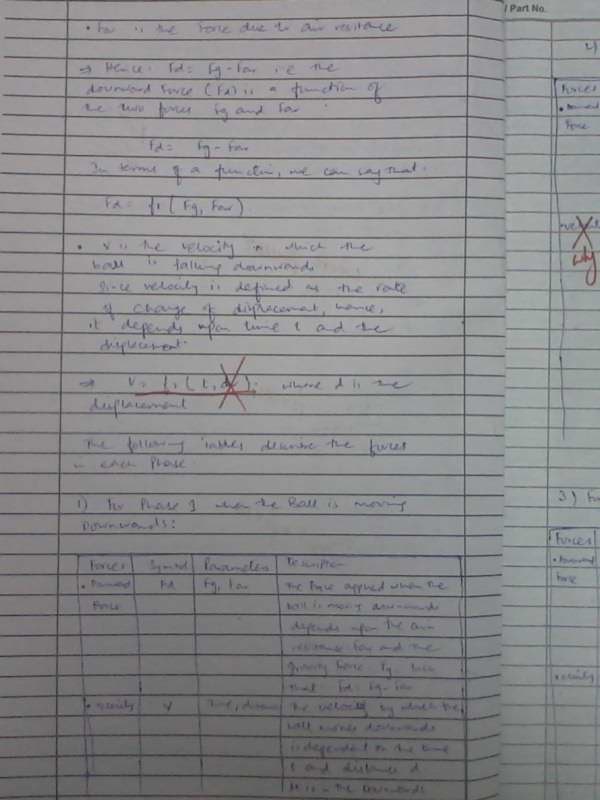 / Part No.
• Far is the Force due to air resitance
→ Hence. Fd = Fg - Far i.e the
downward Force (Fd) is a function of
the two forces Fg and Far
Fd = Fg - Far
In terms of a function, we can say that.
Fd = f1 ( Fg, Far)
• V is the velocity in which the
ball is falling downwards
Since velocity is defined as the rate
of change of displacement, hence,
it depends upon time t and the
displacement.
→ V = ( t, ). where d is the
displacement
The following tables describe the forces
in each Phase
1) For Phase 1 when the Ball is moving
Downwards:
Forces Symbol Parameters Description
• Downward Fd Fg, Far The Force applied when the
Force ball is moving downwards
depends upon the air
resistance Far and the
gravity Force Fg. such
that Fd = Fg - Far
• velocity V Time, The velocity by which the
ball moves downwards
is dependent on the time
t and distance d
in the Downwards
2)
Forces
• Downward
Force
why
3) Fo
Forces
• Downward
Force
• velocity